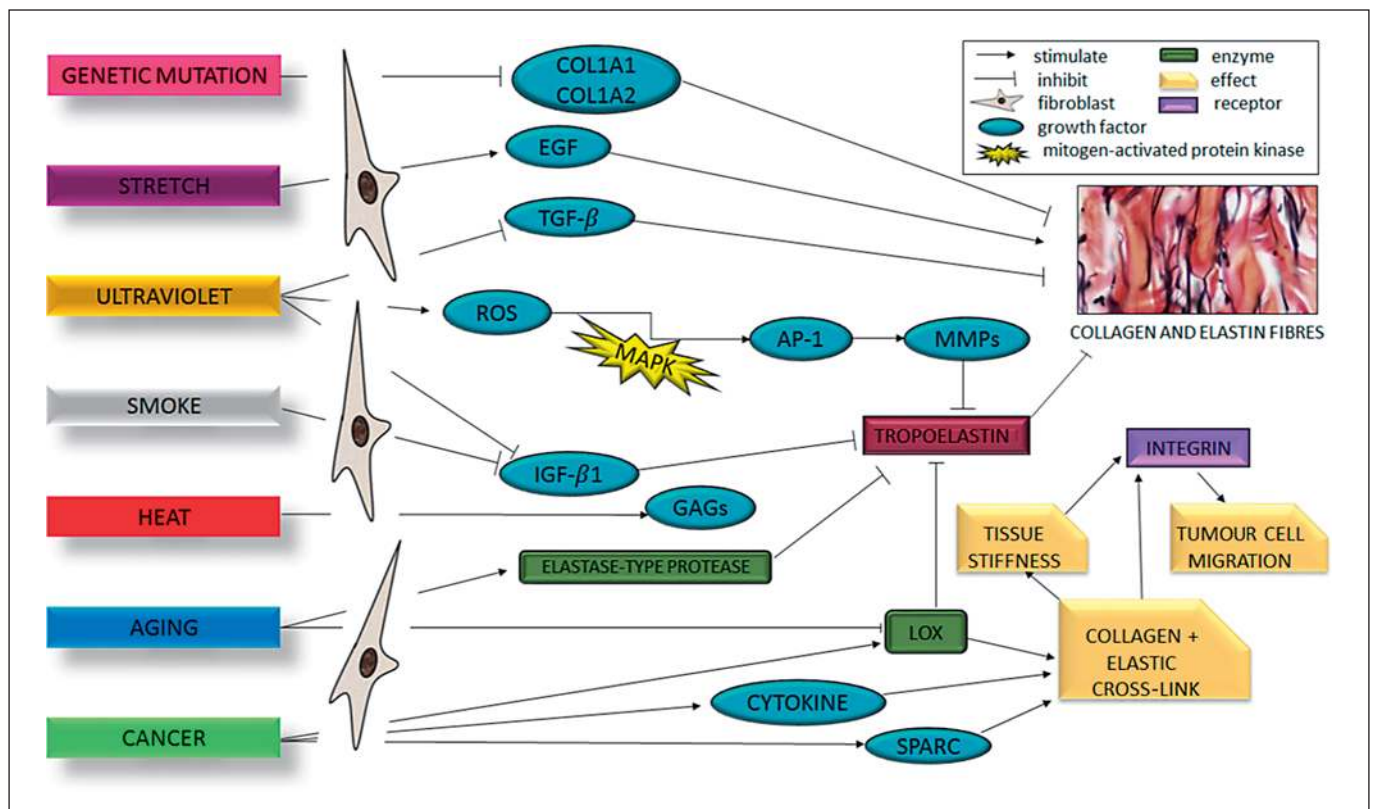 GENETIC MUTATION
STRETCH
ULTRAVIOLET
SMOKE
HEAT
AGING
CANCER
COL1A1
COL1A2
EGF
TGF-β
ROS
MAPK
AP-1
MMPs
IGF-β1
GAGs
ELASTASE-TYPE PROTEASE
TROPOELASTIN
LOX
CYTOKINE
SPARC
stimulate
inhibit
fibroblast
growth factor
mitogen-activated protein kinase
enzyme
effect
receptor
COLLAGEN AND ELASTIN FIBRES
INTEGRIN
TISSUE
STIFFNESS
TUMOUR CELL
MIGRATION
COLLAGEN +
ELASTIC
CROSS-LINK